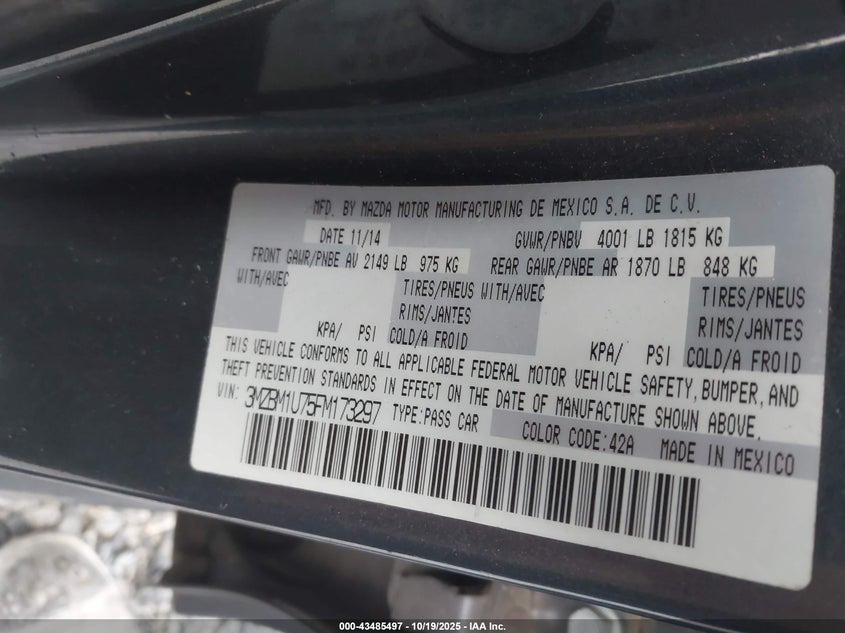 MFD. BY MAZDA MOTOR MANUFACTURING DE MEXICO S.A. DE C.V.
DATE 11/14 GVWR/PNBV 4001 LB 1815 KG
FRONT GAWR/PNBE AV 2149 LB 975 KG REAR GAWR/PNBE AR 1870 LB 848 KG
WITH/AVEC TIRES/PNEUS WITH/AVEC TIRES/PNEUS
RIMS/JANTES RIMS/JANTES
KPA/ PSI COLD/A FROID KPA/ PSI COLD/A FROID
THIS VEHICLE CONFORMS TO ALL APPLICABLE FEDERAL MOTOR VEHICLE SAFETY, BUMPER, AND
THEFT PREVENTION STANDARDS IN EFFECT ON THE DATE OF MANUFACTURE SHOWN ABOVE.
VIN: 3MZBM1U75FM173297 TYPE:PASS CAR COLOR CODE:42A MADE IN MEXICO
000-43485497 - 10/19/2025 - IAA Inc.